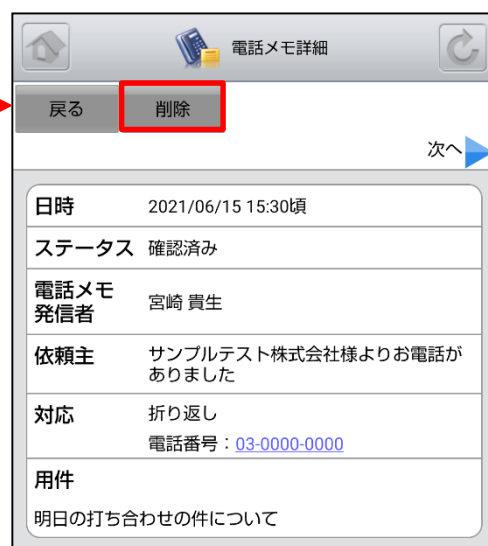 電話メモ詳細
戻る 削除
次へ
日時 2021/06/15 15:30頃
ステータス 確認済み
電話メモ
発信者 宮崎 貴生
依頼主 サンプルテスト株式会社様よりお電話が
ありました
対応 折り返し
電話番号：03-0000-0000
用件
明日の打ち合わせの件について